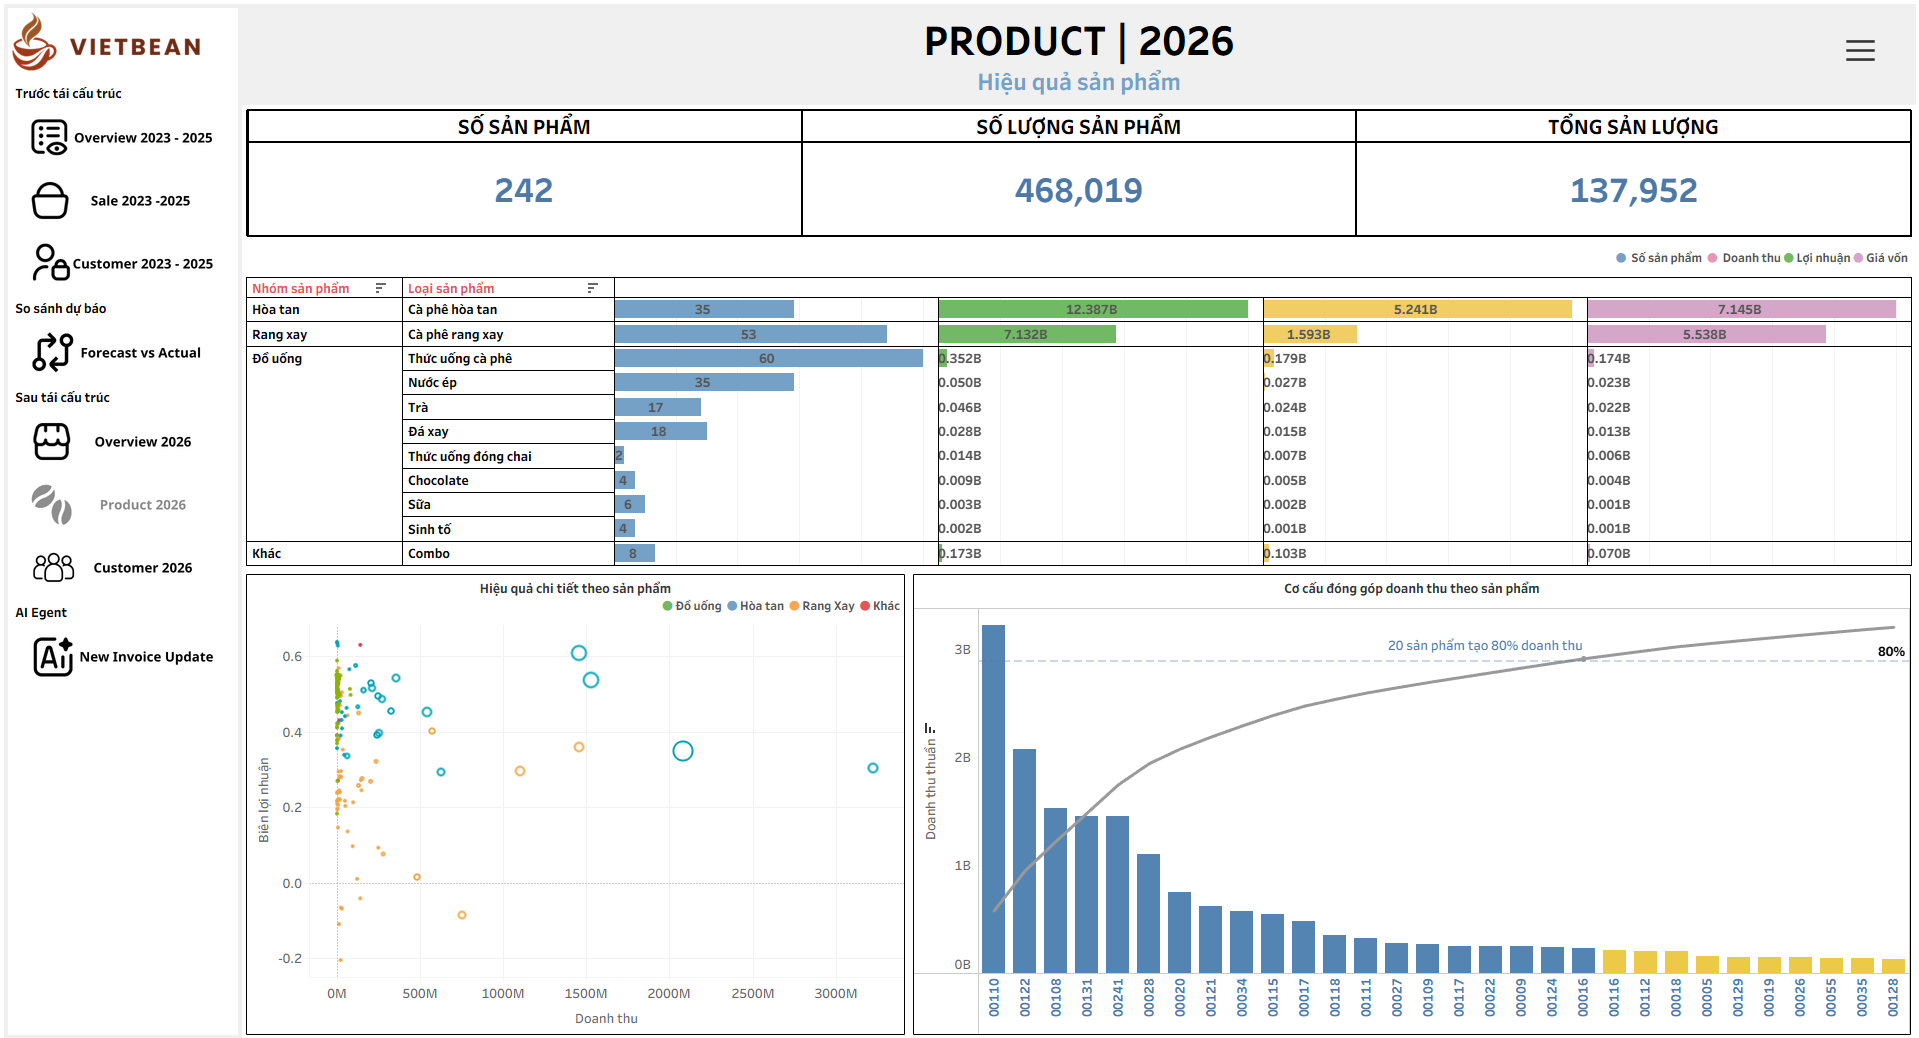 VIETBEAN
PRODUCT | 2026
Hiệu quả sản phẩm
Trước tái cấu trúc
Overview 2023 - 2025
Sale 2023 -2025
Customer 2023 - 2025
So sánh dự báo
Forecast vs Actual
Sau tái cấu trúc
Overview 2026
Product 2026
Customer 2026
AI Egent
Ai
New Invoice Update
SỐ SẢN PHẨM SỐ LƯỢNG SẢN PHẨM TỔNG SẢN LƯỢNG
242 468,019 137,952
Số sản phẩm Doanh thu Lợi nhuận Giá vốn
Nhóm sản phẩm Loại sản phẩm
Hòa tan Cà phê hòa tan 35 12.387B 5.241B 7.145B
Rang xay Cà phê rang xay 53 7.132B 1.593B 5.538B
Đồ uống Thức uống cà phê 60 0.352B 0.179B 0.174B
Nước ép 35 0.050B 0.027B 0.023B
Trà 17 0.046B 0.024B 0.022B
Đá xay 18 0.028B 0.015B 0.013B
Thức uống đóng chai 2 0.014B 0.007B 0.006B
Chocolate 4 0.009B 0.005B 0.004B
Sữa 6 0.003B 0.002B 0.001B
Sinh tố 4 0.002B 0.001B 0.001B
Khác Combo 8 0.173B 0.103B 0.070B
Hiệu quả chi tiết theo sản phẩm
Đồ uống Hòa tan Rang Xay Khác
0.6
0.4
0.2
0.0
-0.2
Biên lợi nhuận
0M 500M 1000M 1500M 2000M 2500M 3000M
Doanh thu
Cơ cấu đóng góp doanh thu theo sản phẩm
20 sản phẩm tạo 80% doanh thu
80%
3B
2B
1B
0B
Doanh thu thuần
00110 00122 00108 00131 00241 00028 00020 00121 00034 00115 00017 00118 00111 00027 00109 00117 00022 00009 00124 00016 00116 00112 00018 00005 00129 00019 00026 00055 00035 00128